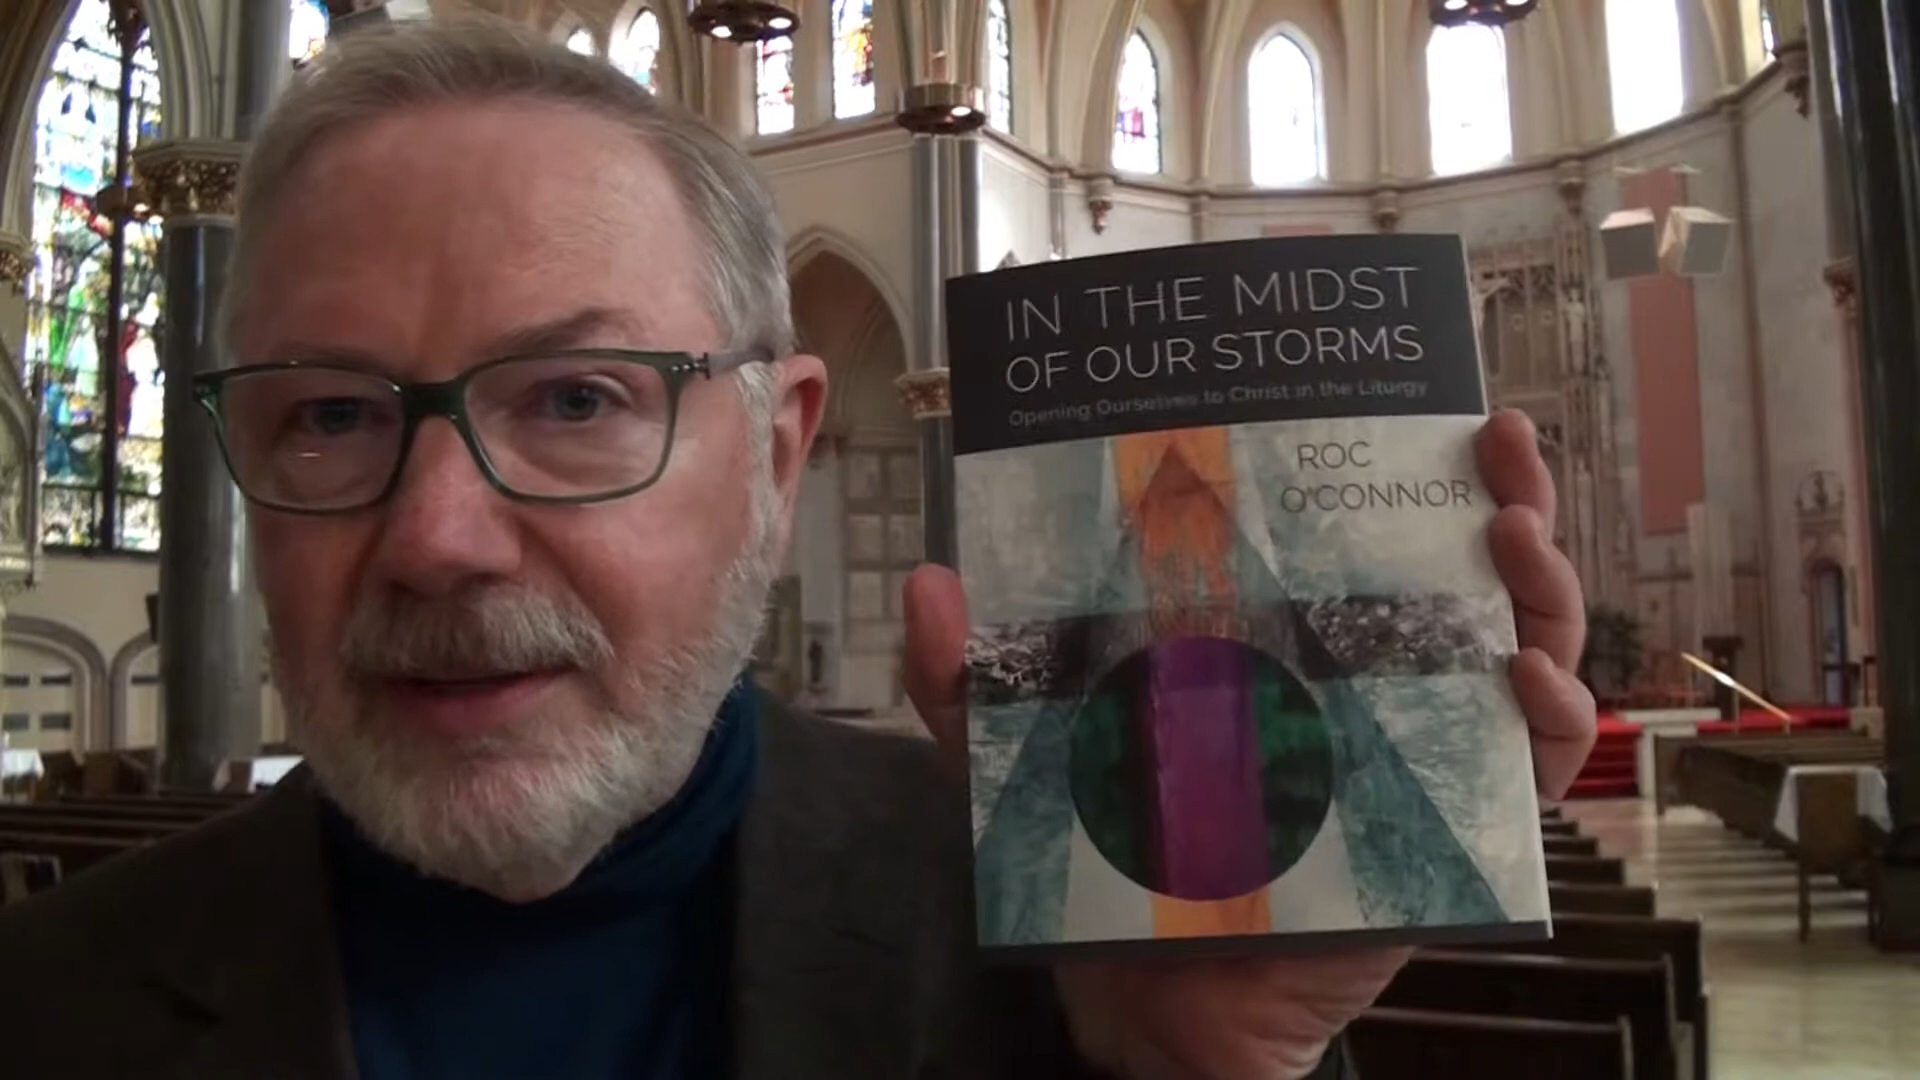 IN THE MIDST
OF OUR STORMS
Opening Ourselves to Christ in the Liturgy
ROC
O'CONNOR